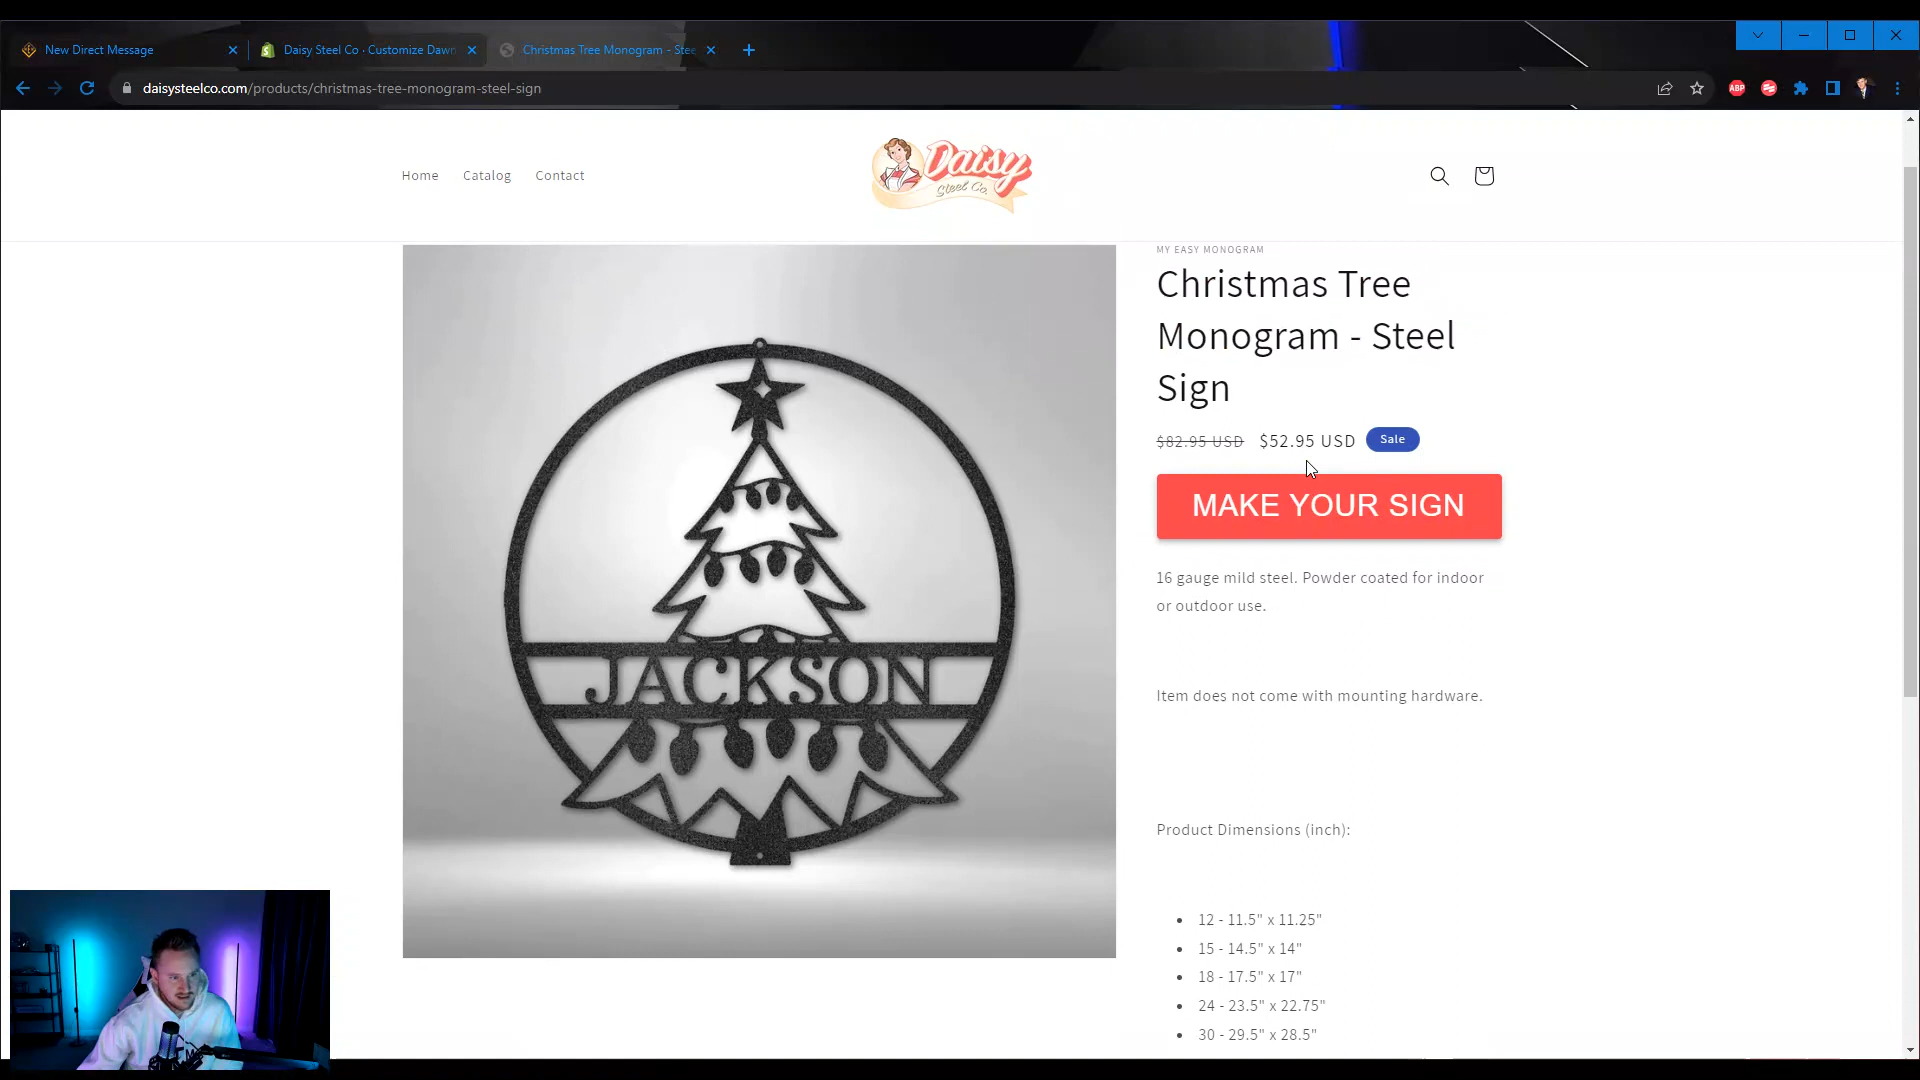 New Direct Message
Daisy Steel Co · Customize Dawn
Christmas Tree Monogram - Stee
daisysteelco.com/products/christmas-tree-monogram-steel-sign
ABP
Home
Catalog
Contact
Daisy
Steel Co.
MY EASY MONOGRAM
Christmas Tree
Monogram - Steel
Sign
$82.95 USD $52.95 USD Sale
MAKE YOUR SIGN
16 gauge mild steel. Powder coated for indoor
or outdoor use.
Item does not come with mounting hardware.
Product Dimensions (inch):
12 - 11.5" x 11.25"
15 - 14.5" x 14"
18 - 17.5" x 17"
24 - 23.5" x 22.75"
30 - 29.5" x 28.5"
JACKSON